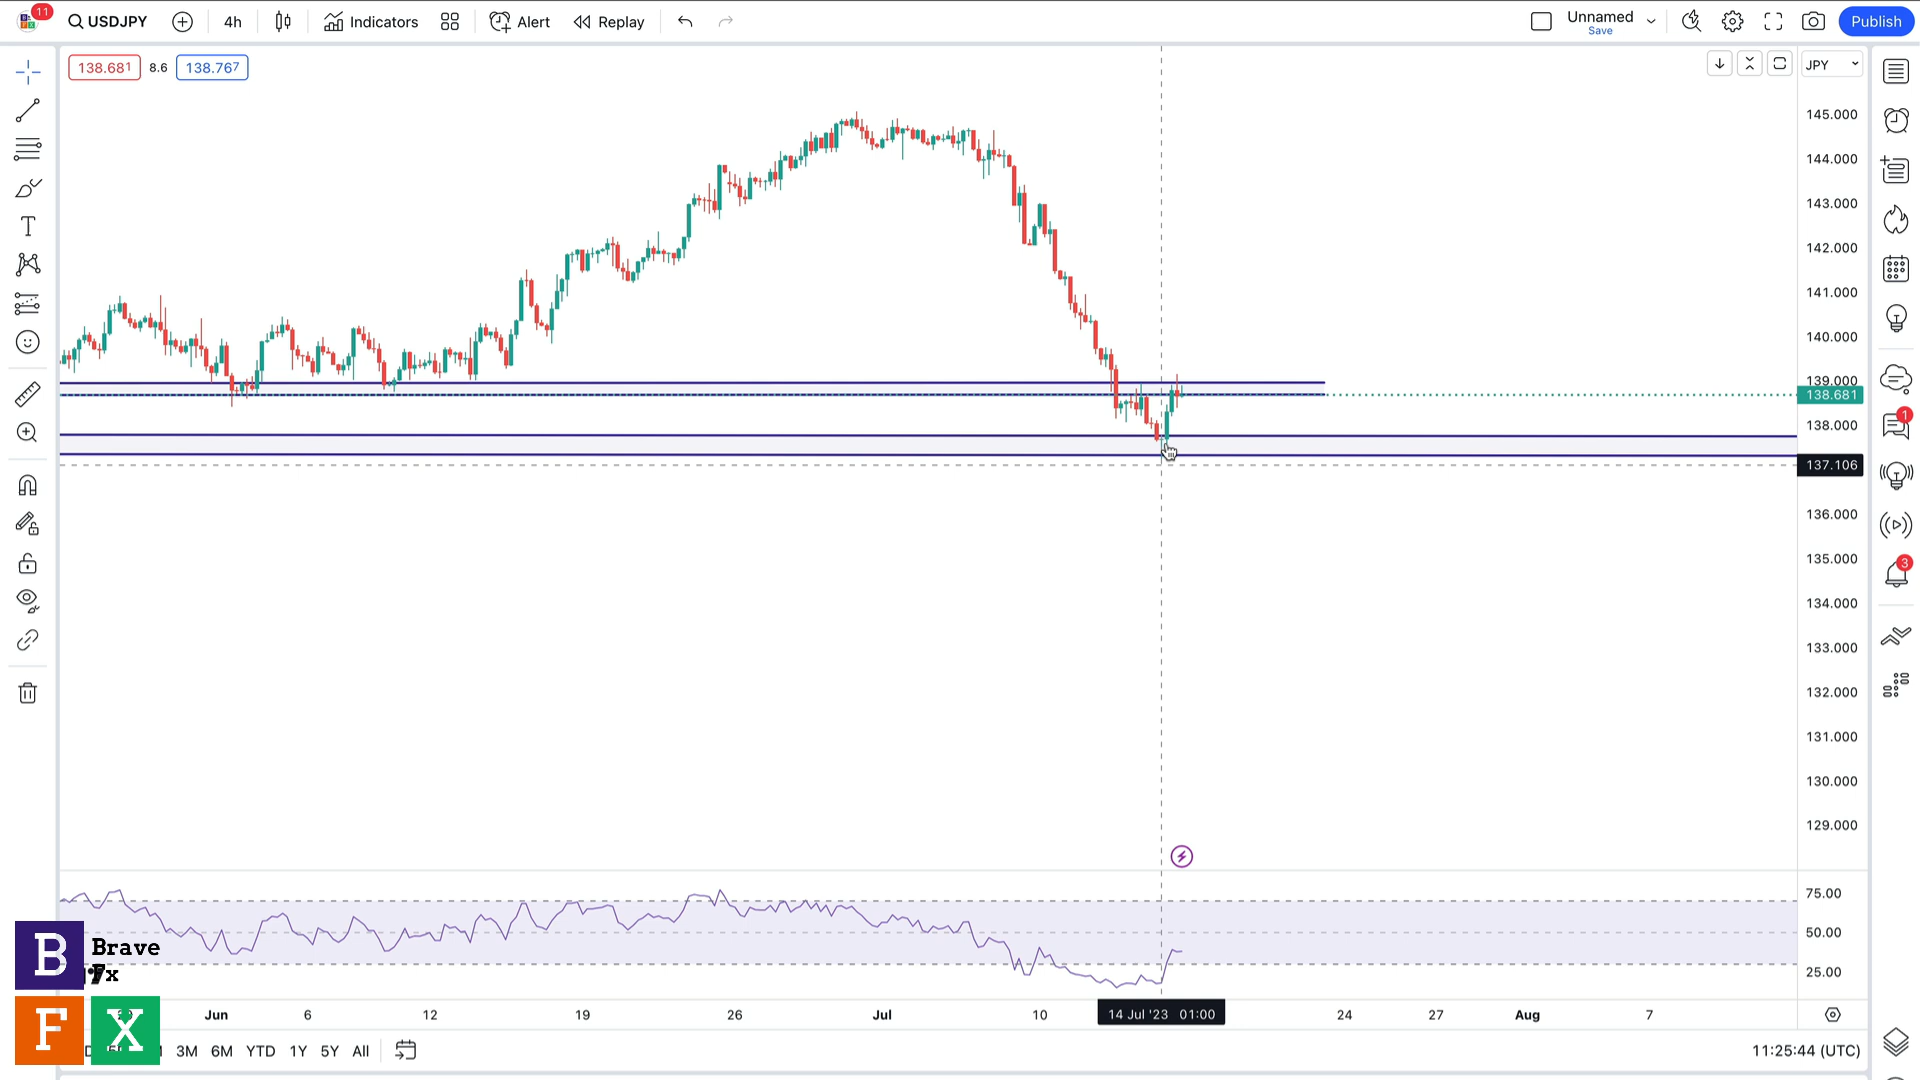 11
USDJPY
4h
Indicators
Alert
Replay
Unnamed
Save
Publish
138.681
8.6
138.767
JPY
145.000
144.000
143.000
142.000
141.000
140.000
139.000
138.681
138.000
137.106
136.000
135.000
134.000
133.000
132.000
131.000
130.000
129.000
1
3
75.00
50.00
25.00
B
Brave
F
X
Jun
6
12
19
26
Jul
10
14 Jul '23 01:00
24
27
Aug
7
3M
6M
YTD
1Y
5Y
All
11:25:44 (UTC)